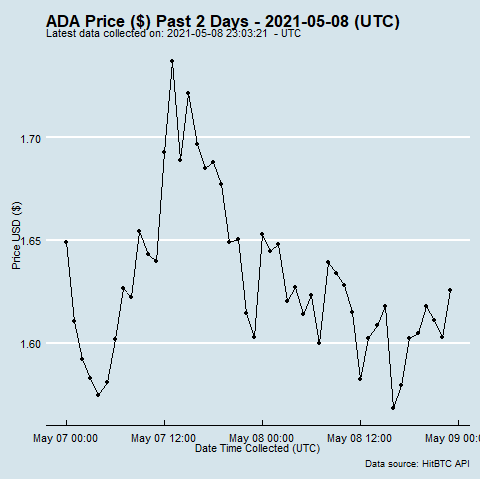 ADA Price ($) Past 2 Days - 2021-05-08 (UTC)
Latest data collected on: 2021-05-08 23:03:21 - UTC
1.70
1.65
1.60
Price USD ($)
May 07 00:00
May 07 12:00
May 08 00:00
May 08 12:00
May 09 00:
Date Time Collected (UTC)
Data source: HitBTC API